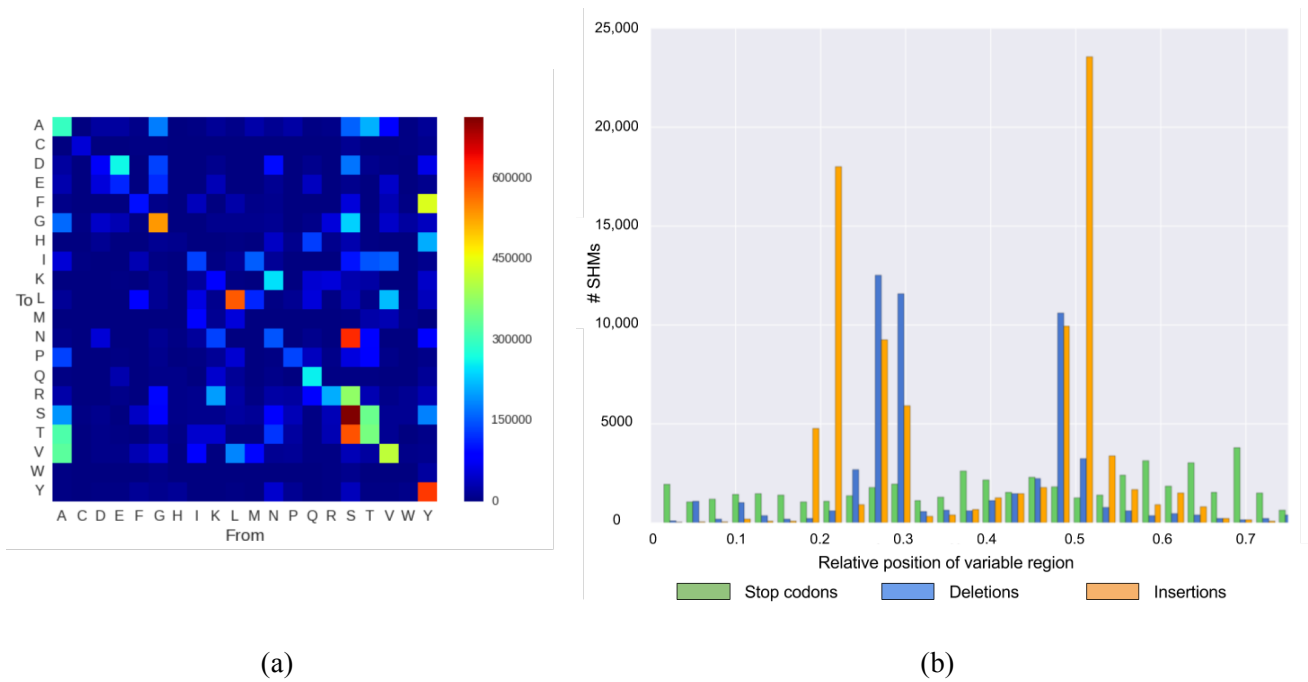 A
C
D
E
F
G
H
I
K
To L
M
N
P
Q
R
S
T
V
W
Y
A C D E F G H I K L M N P Q R S T V W Y
From
600000
450000
300000
150000
0
25,000
20,000
15,000
10,000
5000
0
# SHMs
0 0.1 0.2 0.3 0.4 0.5 0.6 0.7
Relative position of variable region
Stop codons Deletions Insertions
(a) (b)